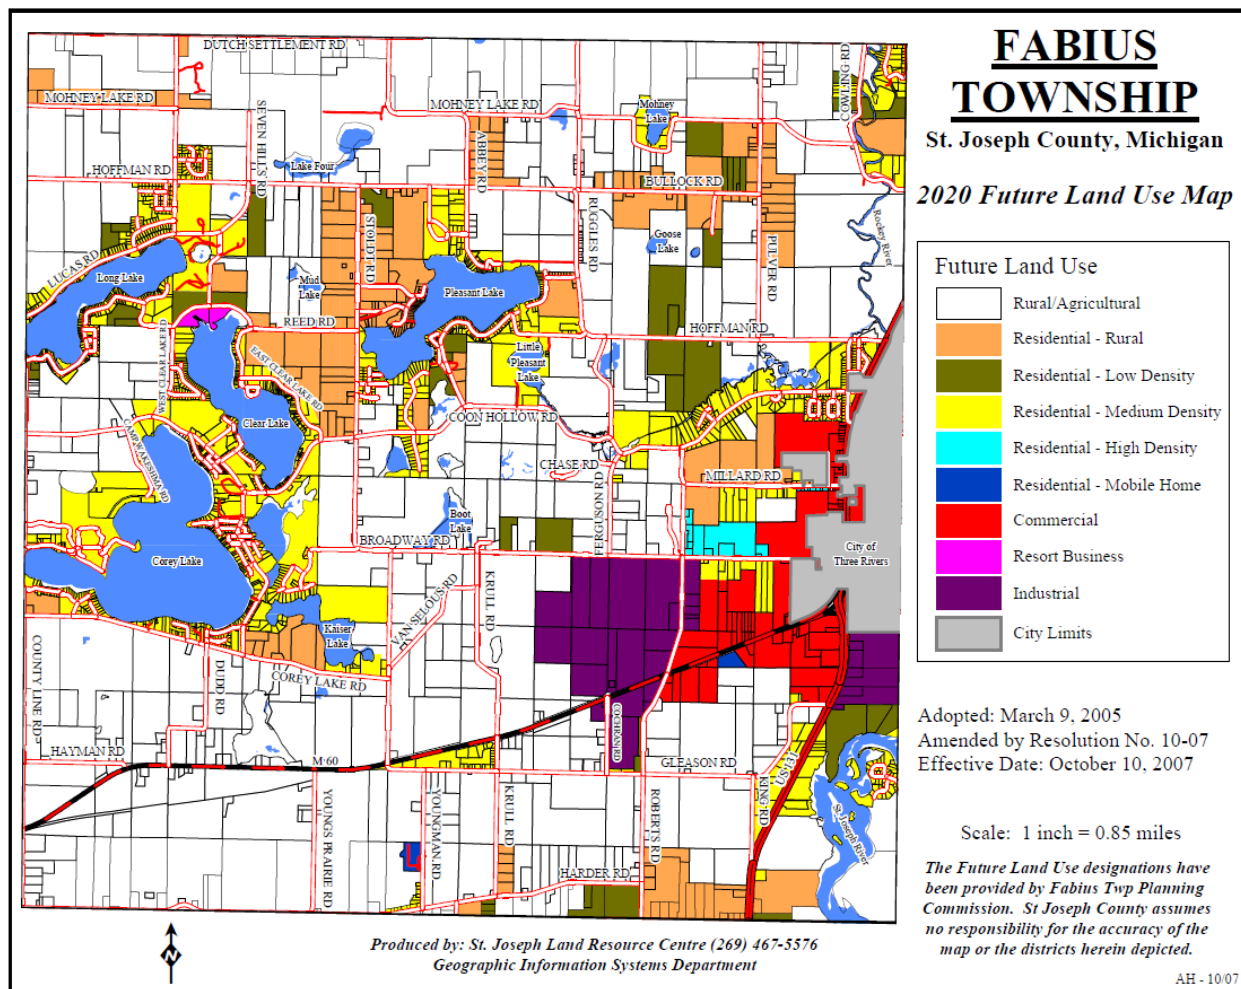 FABIUS
TOWNSHIP
St. Joseph County, Michigan
2020 Future Land Use Map
Future Land Use
Rural/Agricultural
Residential - Rural
Residential - Low Density
Residential - Medium Density
Residential - High Density
Residential - Mobile Home
Commercial
Resort Business
Industrial
City Limits
Adopted: March 9, 2005
Amended by Resolution No. 10-07
Effective Date: October 10, 2007
Scale: 1 inch = 0.85 miles
The Future Land Use designations have
been provided by Fabius Twp Planning
Commission. St Joseph County assumes
no responsibility for the accuracy of the
map or the districts herein depicted.
AH - 10/07
DUTCH SETTLEMENT RD
COWLING RD
MOHNEY LAKE RD
MOHNEY LAKE RD
Mohney
Lake
SEVEN HILLS RD
ABBEY RD
Lake Four
HOFFMAN RD
BULLOCK RD
RUGGLES RD
STOLDT RD
Rockey River
Goose
Lake
PULVER RD
LUCAS RD
Long Lake
Mud
Lake
Pleasant Lake
REED RD
HOFFMAN RD
WEST CLEAR LAKE RD
EAST CLEAR LAKE RD
Little
Pleasant
Lake
Clear Lake
COON HOLLOW RD
CAMP WAKESHMA RD
CHASE RD
MILLARD RD
FERGUSON RD
Boot
Lake
BROADWAY RD
City of
Three Rivers
Corey Lake
KRULL RD
VAN SELOUS RD
Kaiser
Lake
COUNTY LINE RD
DUDD RD
COREY LAKE RD
COCHRAN RD
HAYMAN RD
M-60
GLEASON RD
US-131
KING RD
YOUNGS PRAIRIE RD
YOUNGMAN RD
KRULL RD
ROBERTS RD
St Joseph River
HARDER RD
N
Produced by: St. Joseph Land Resource Centre (269) 467-5576
Geographic Information Systems Department